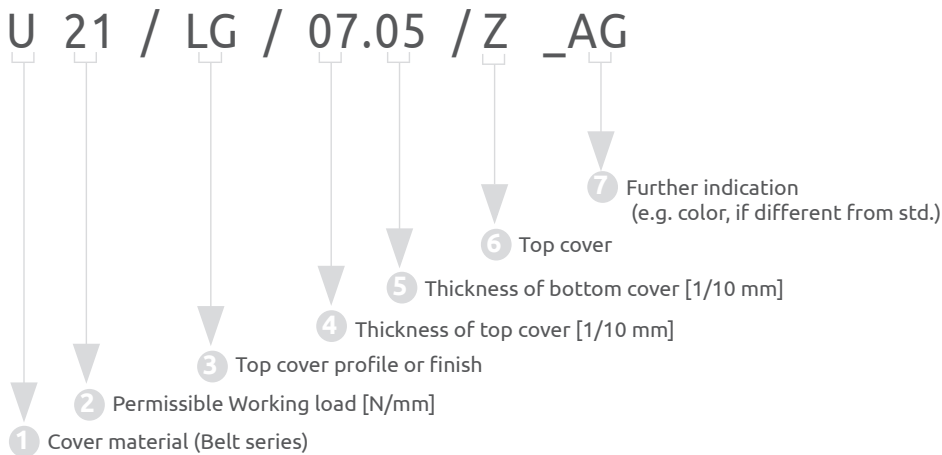 U 21 / LG / 07.05 / Z _AG
7 Further indication
(e.g. color, if different from std.)
6 Top cover
5 Thickness of bottom cover [1/10 mm]
4 Thickness of top cover [1/10 mm]
3 Top cover profile or finish
2 Permissible Working load [N/mm]
1 Cover material (Belt series)